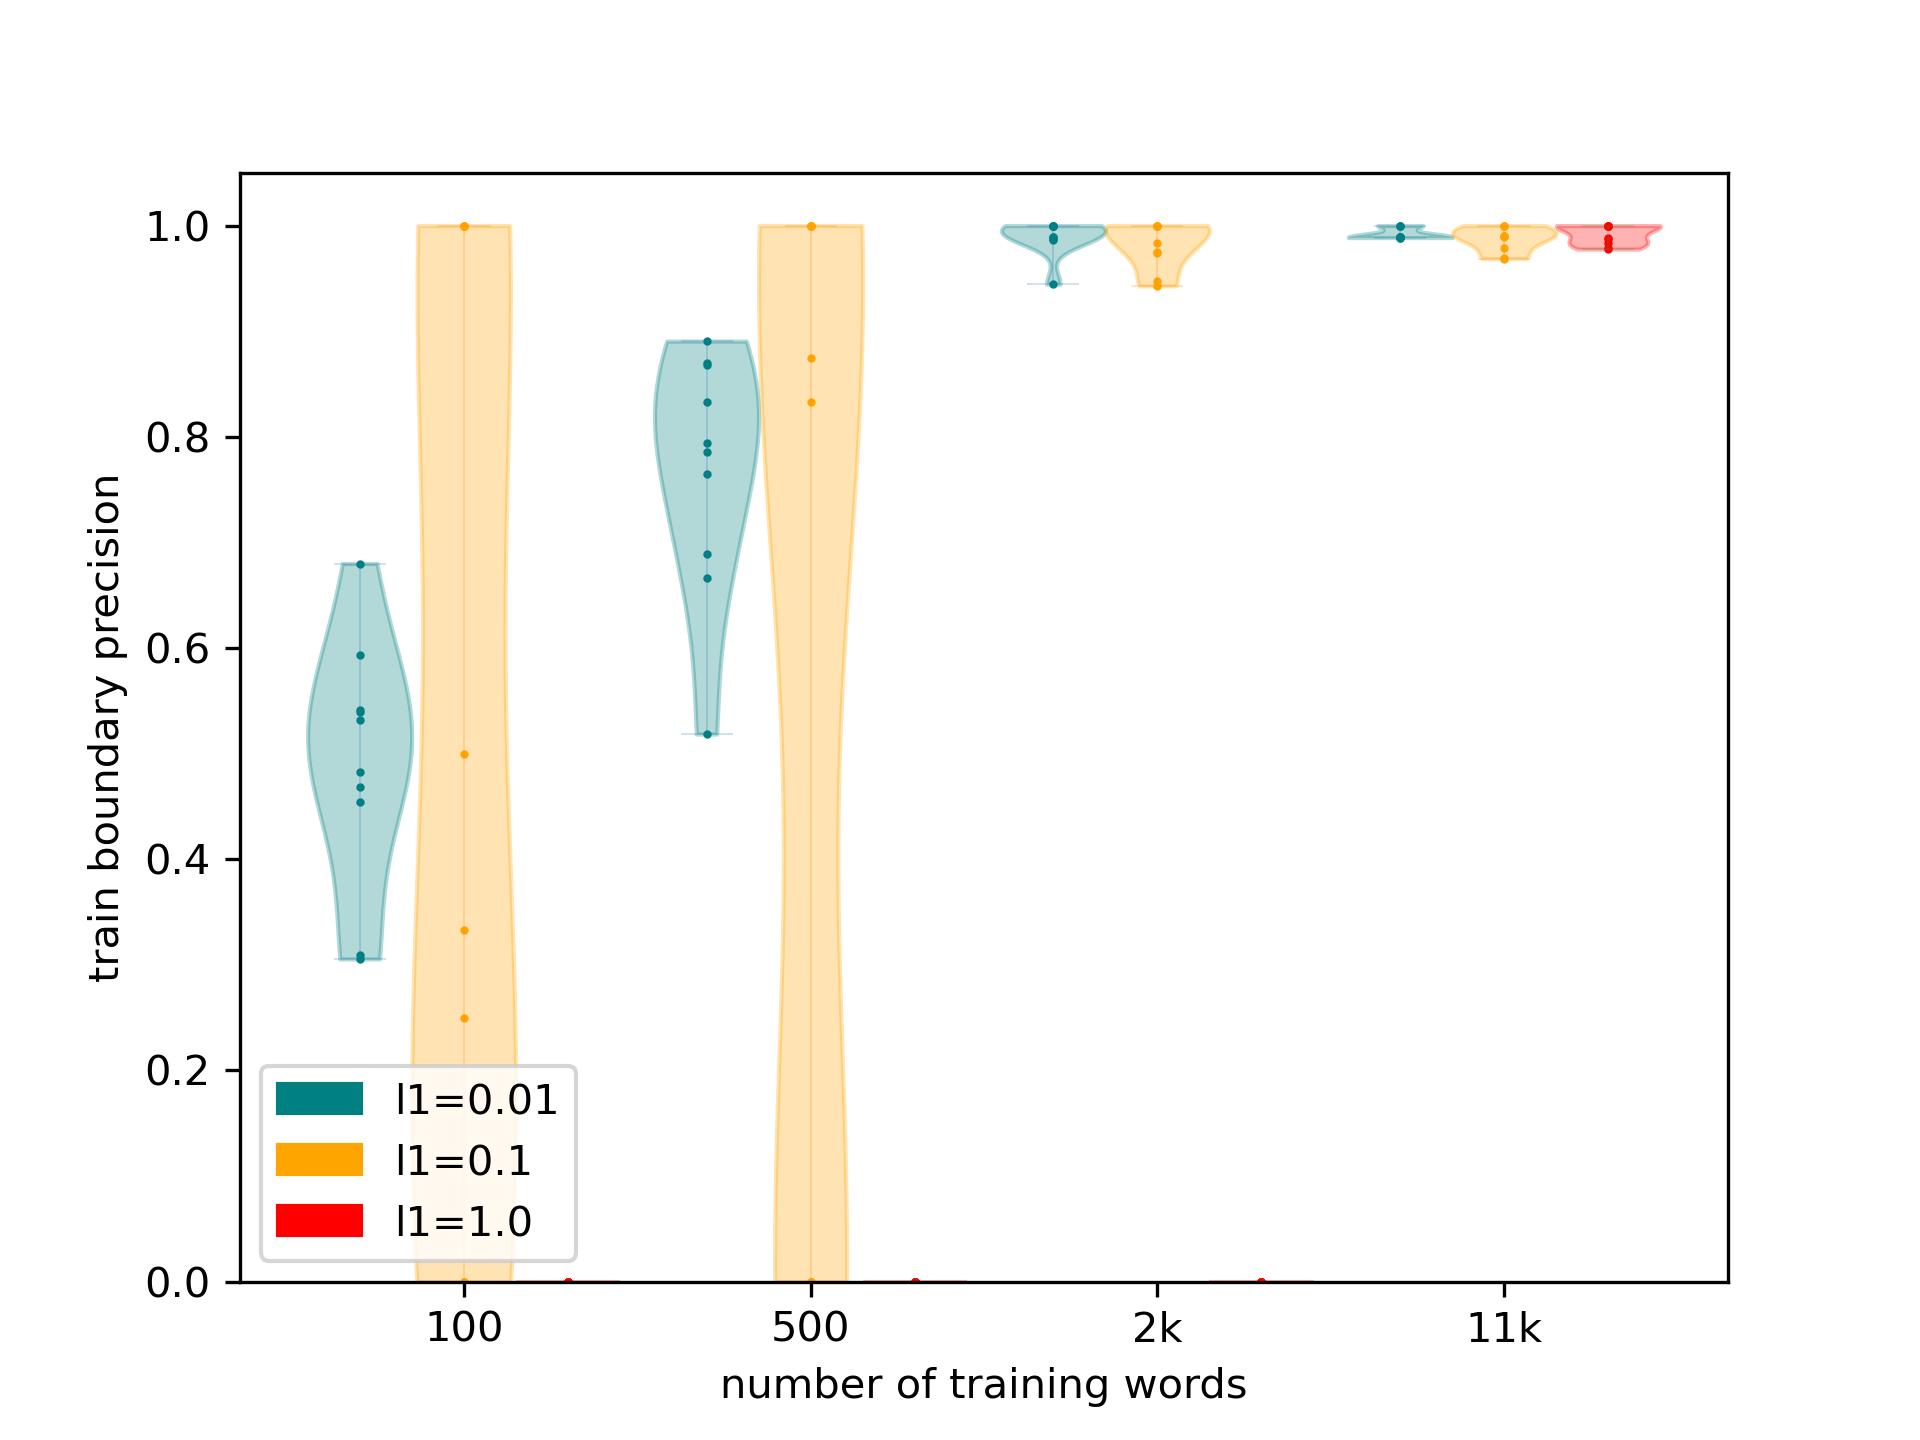 train boundary precision
1.0
0.8
0.6
0.4
0.2
0.0
l1=0.01
l1=0.1
l1=1.0
100 500 2k 11k
number of training words